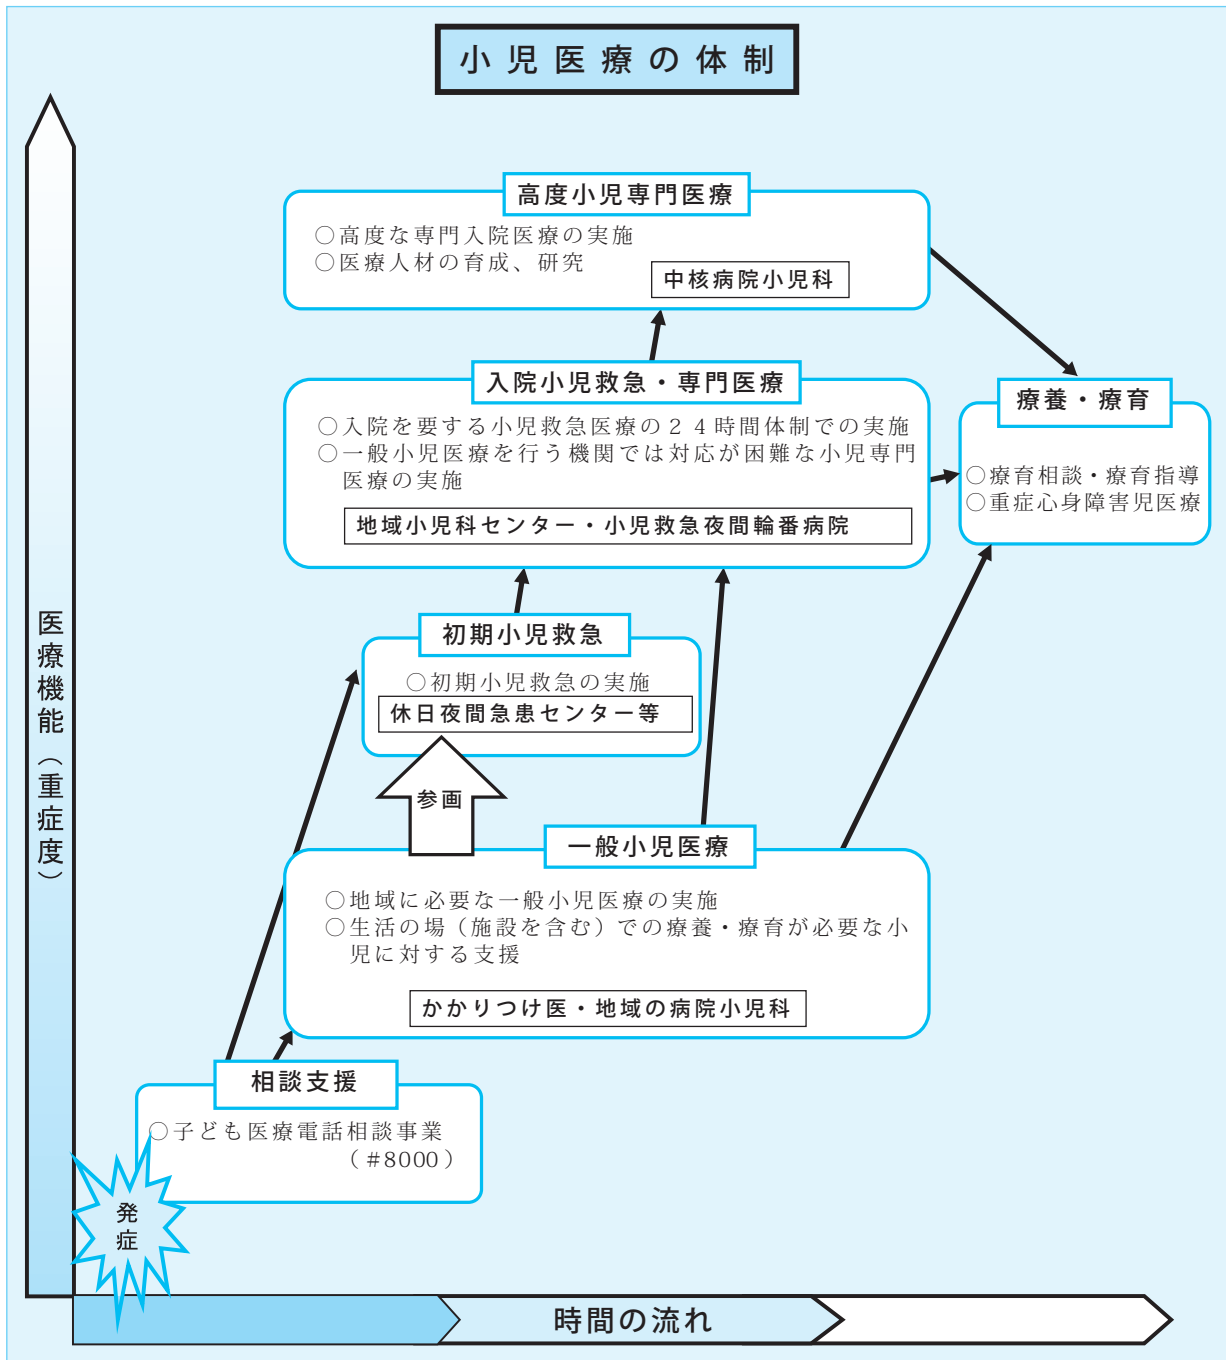 小児医療の体制
高度小児専門医療
○高度な専門入院医療の実施
○医療人材の育成、研究
中核病院小児科
入院小児救急・専門医療
○入院を要する小児救急医療の２４時間体制での実施
○一般小児医療を行う機関では対応が困難な小児専門
医療の実施
地域小児科センター・小児救急夜間輪番病院
療養・療育
○療育相談・療育指導
○重症心身障害児医療
初期小児救急
○初期小児救急の実施
休日夜間急患センター等
参画
一般小児医療
○地域に必要な一般小児医療の実施
○生活の場（施設を含む）での療養・療育が必要な小
児に対する支援
かかりつけ医・地域の病院小児科
相談支援
○子ども医療電話相談事業
（#8000）
発症
医療機能（重症度）
時間の流れ